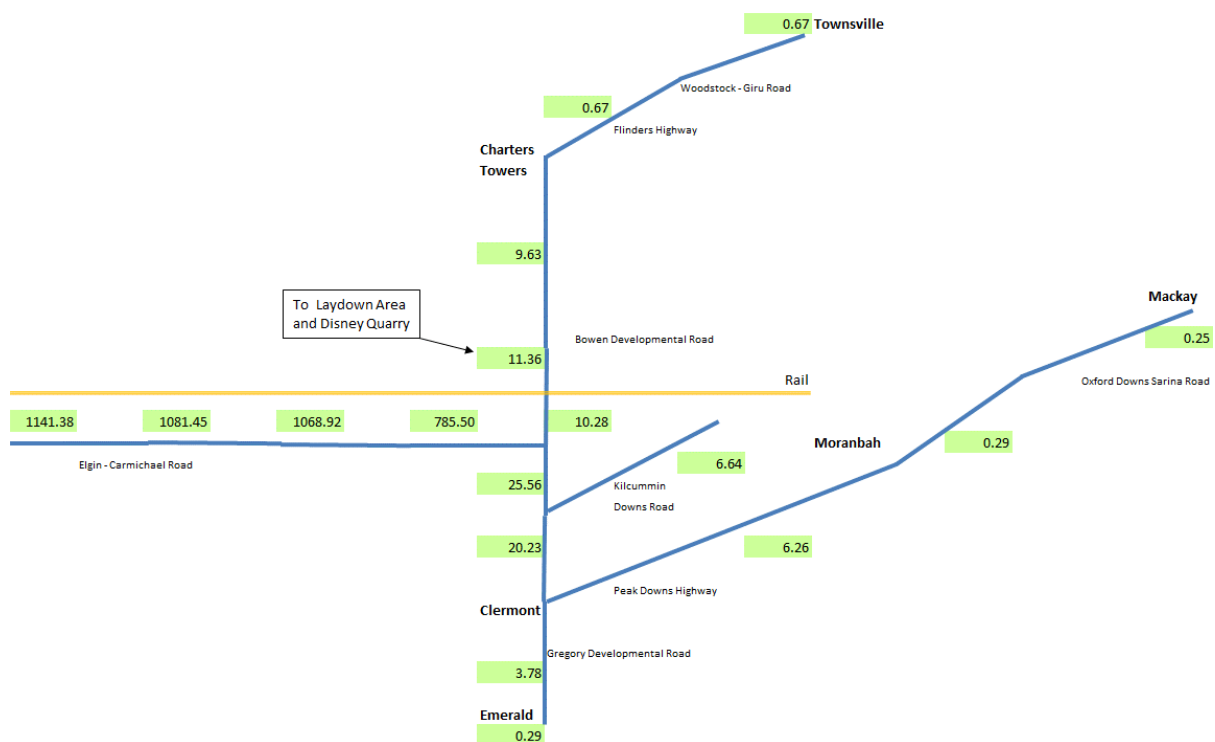 0.67 Townsville
Woodstock - Giru Road
0.67
Flinders Highway
Charters
Towers
9.63
To Laydown Area
and Disney Quarry
Mackay
Bowen Developmental Road
0.25
11.36
Rail
Oxford Downs Sarina Road
1141.38 1081.45 1068.92 785.50 10.28
Moranbah
0.29
Elgin - Carmichael Road
6.64
25.56
Kilcummin
Downs Road
20.23
6.26
Peak Downs Highway
Clermont
Gregory Developmental Road
3.78
Emerald
0.29